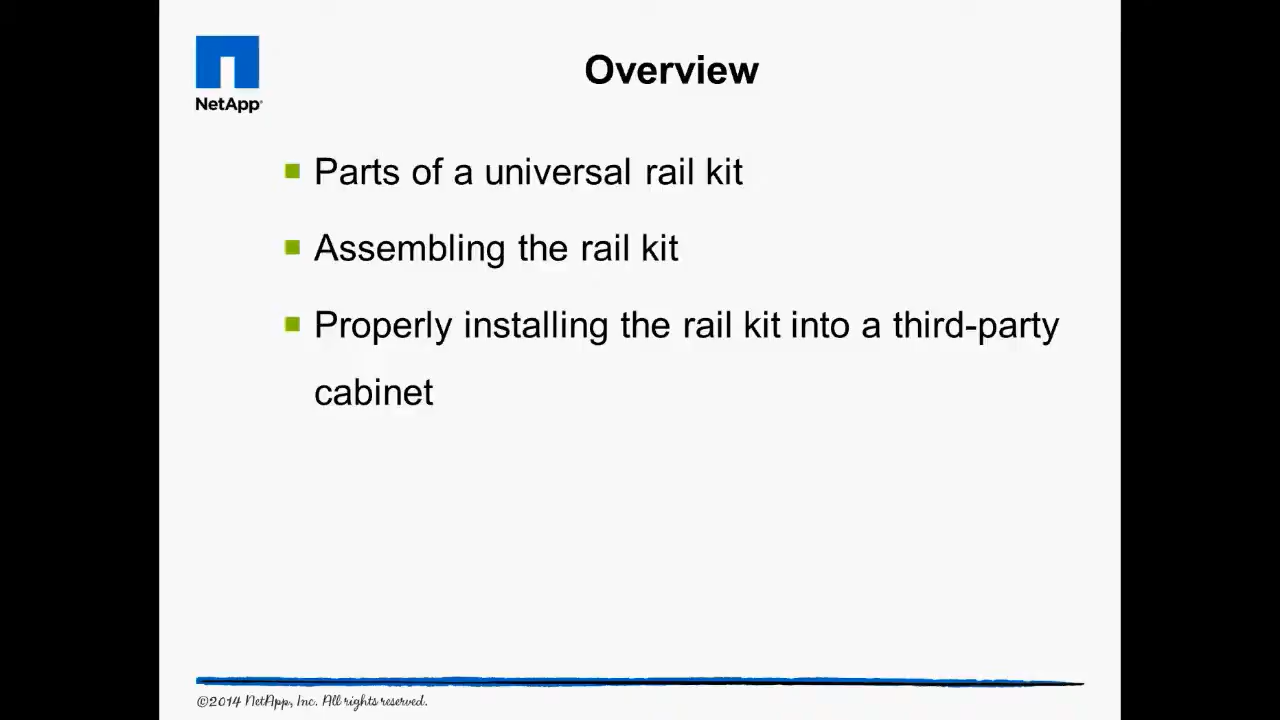 NetApp
Overview
Parts of a universal rail kit
Assembling the rail kit
Properly installing the rail kit into a third-party
cabinet
©2014 NetApp, Inc. All rights reserved.